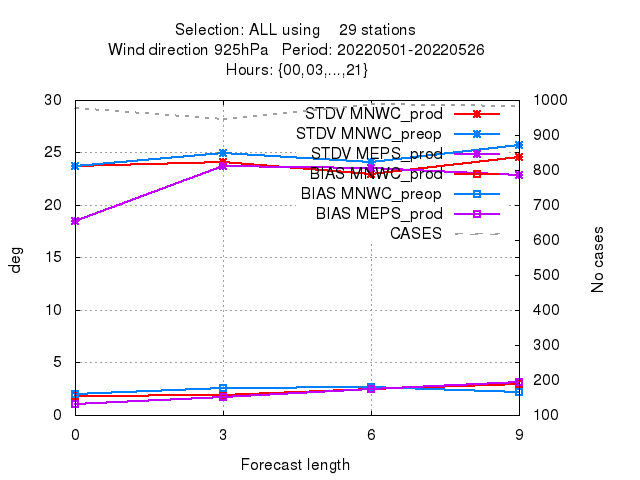 Selection: ALL using    29 stations
Wind direction 925hPa   Period: 20220501-20220526
Hours: {00,03,...,21}
30
25
20
15
10
5
0
1000
900
800
700
600
500
400
300
200
100
STDV MNWC_prod
STDV MNWC_preop
STDV MEPS_prod
BIAS MNWC_prod
BIAS MNWC_preop
BIAS MEPS_prod
CASES
deg
No cases
0 3 6 9
Forecast length